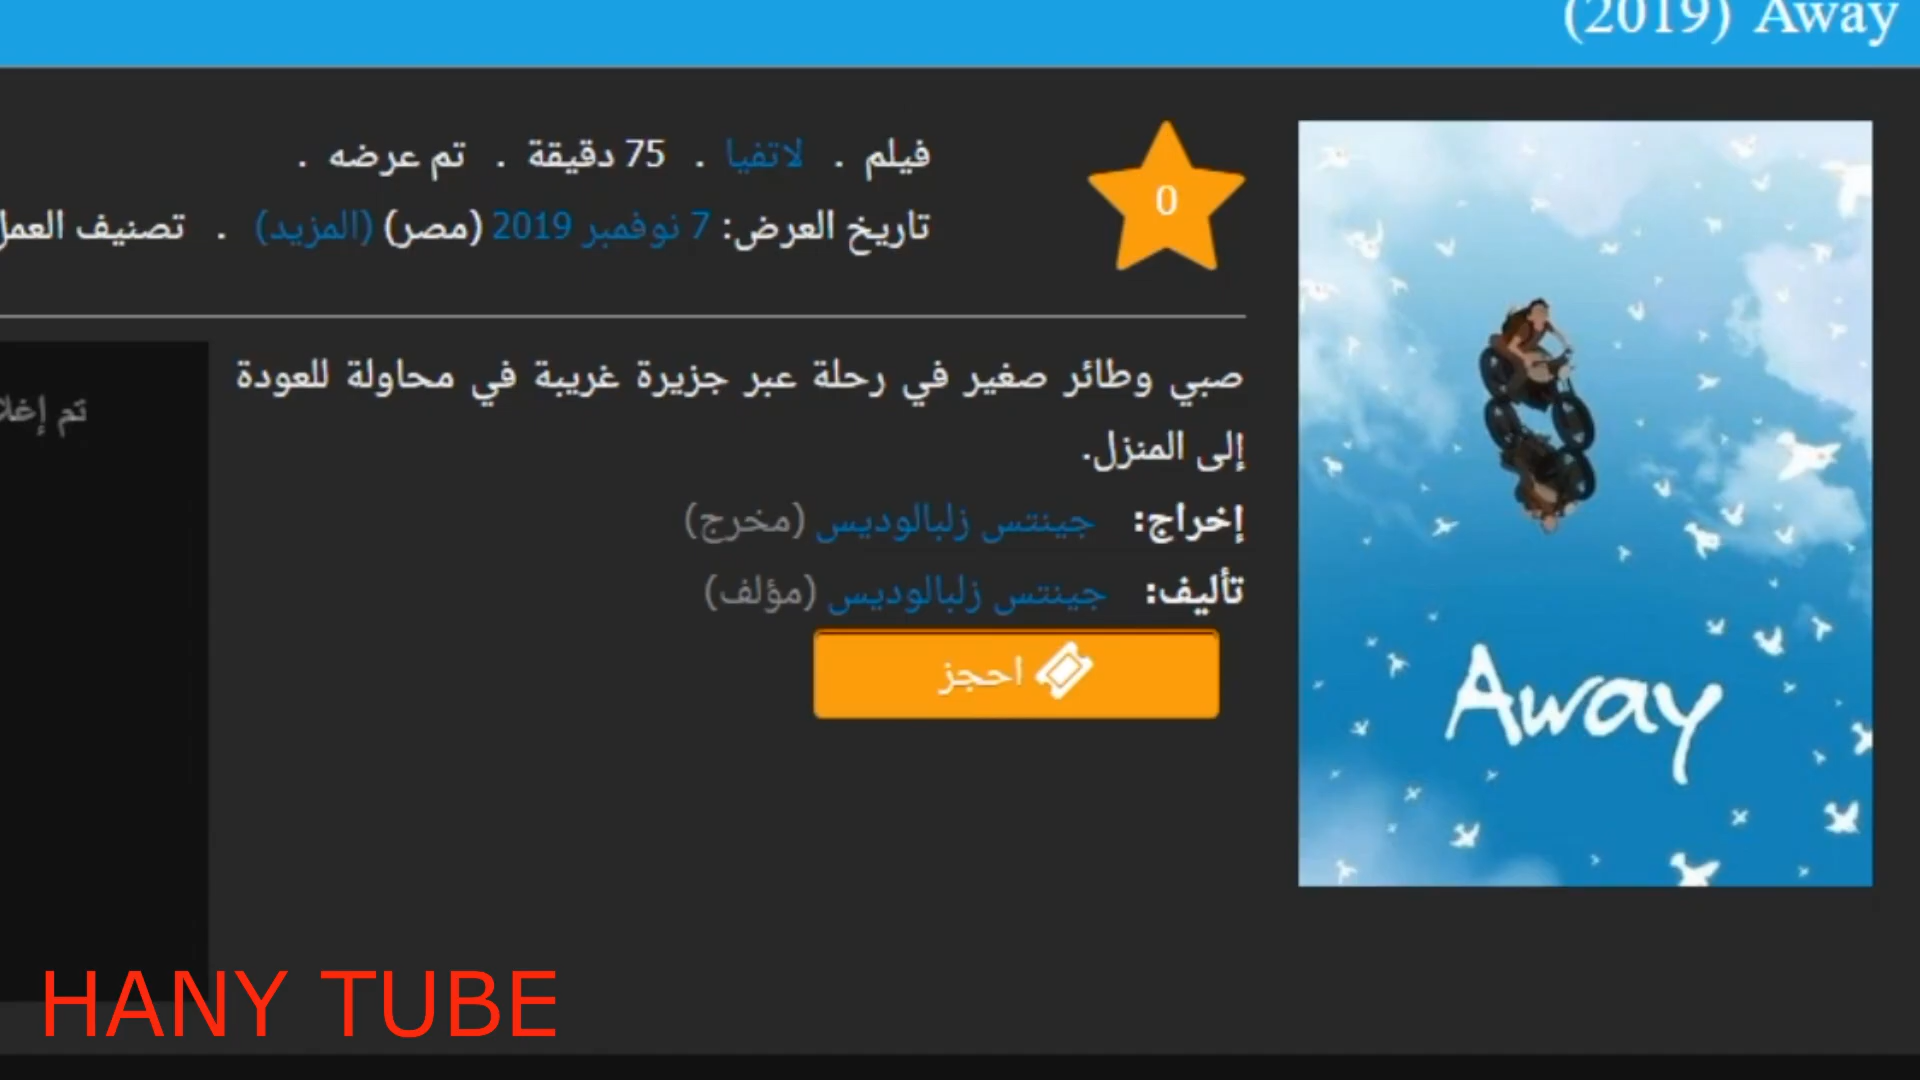 (2019) Away
فيلم . لاتفيا . 75 دقيقة . تم عرضه .
تاريخ العرض: 7 نوفمبر 2019 (مصر) (المزيد) . تصنيف العمل
0
صبي وطائر صغير في رحلة عبر جزيرة غريبة في محاولة للعودة
إلى المنزل.
إخراج: جينتس زلبالوديس (مخرج)
تأليف: جينتس زلبالوديس (مؤلف)
احجز
Away
تم
HANY TUBE